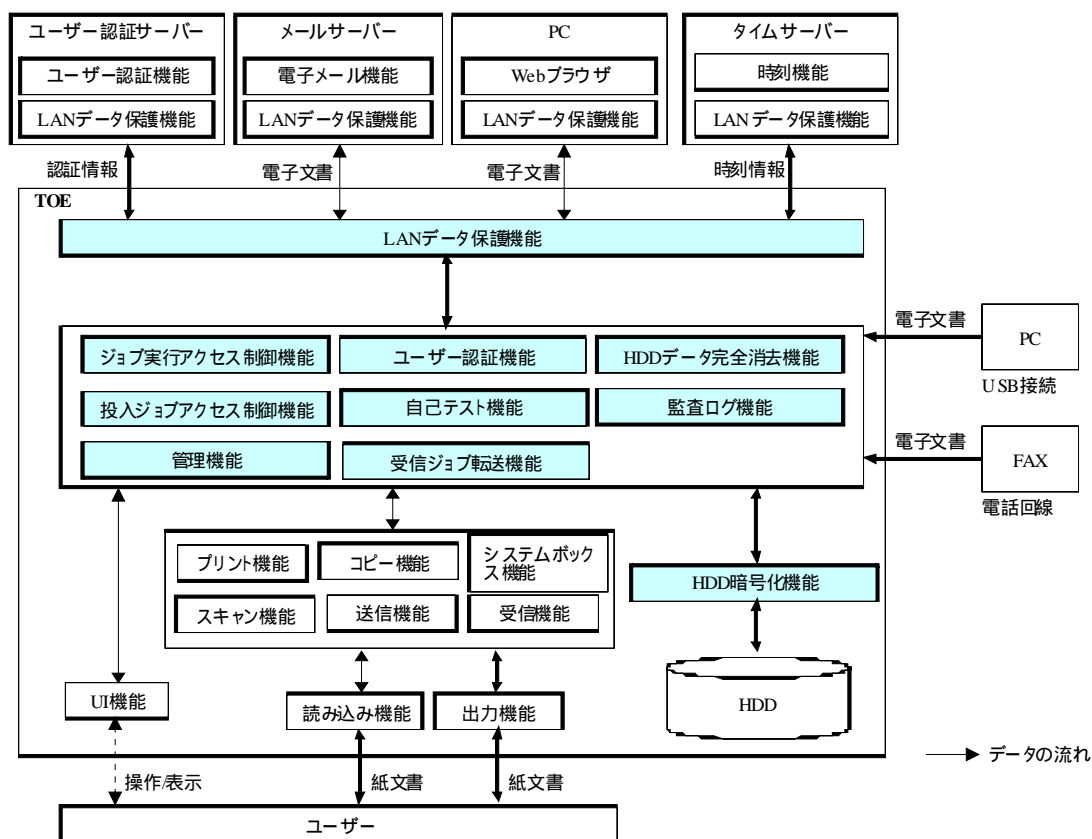 ユーザー認証サーバー
ユーザー認証機能
LANデータ保護機能
メールサーバー
電子メール機能
LANデータ保護機能
PC
Webブラウザ
LANデータ保護機能
タイムサーバー
時刻機能
LANデータ保護機能
認証情報
電子文書
電子文書
時刻情報
TOE
LANデータ保護機能
ジョブ実行アクセス制御機能
ユーザー認証機能
HDDデータ完全消去機能
投入ジョブアクセス制御機能
自己テスト機能
監査ログ機能
管理機能
受信ジョブ転送機能
電子文書
PC
USB接続
電子文書
FAX
電話回線
プリント機能
コピー機能
システムボック
ス機能
スキャン機能
送信機能
受信機能
HDD暗号化機能
HDD
UI機能
読み込み機能
出力機能
データの流れ
操作/表示
紙文書
紙文書
ユーザー